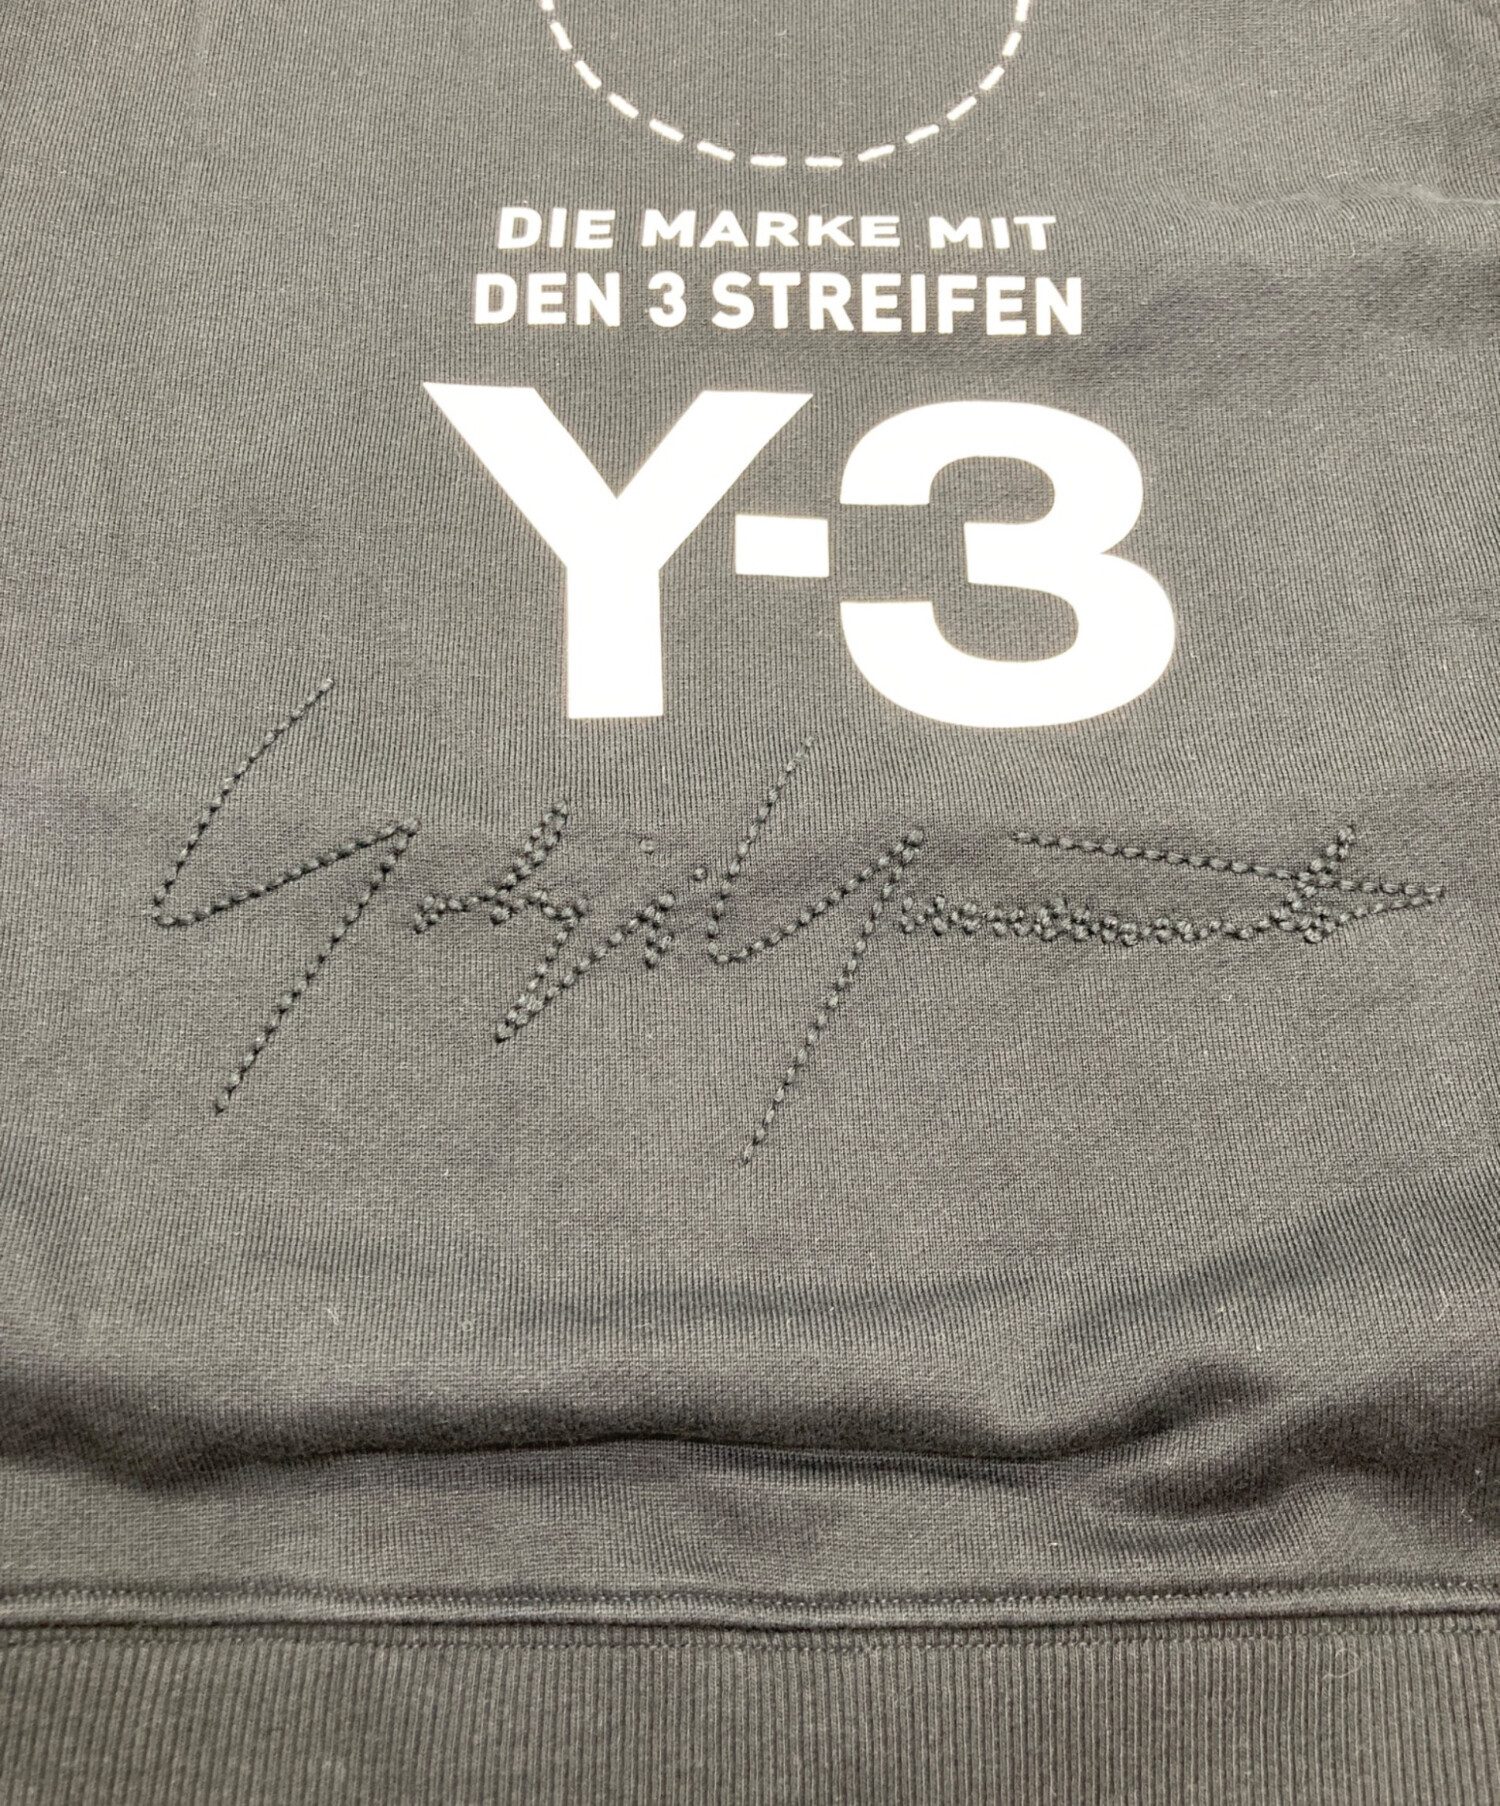 DIE MARKE MIT
DEN 3 STREIFEN
Y-3